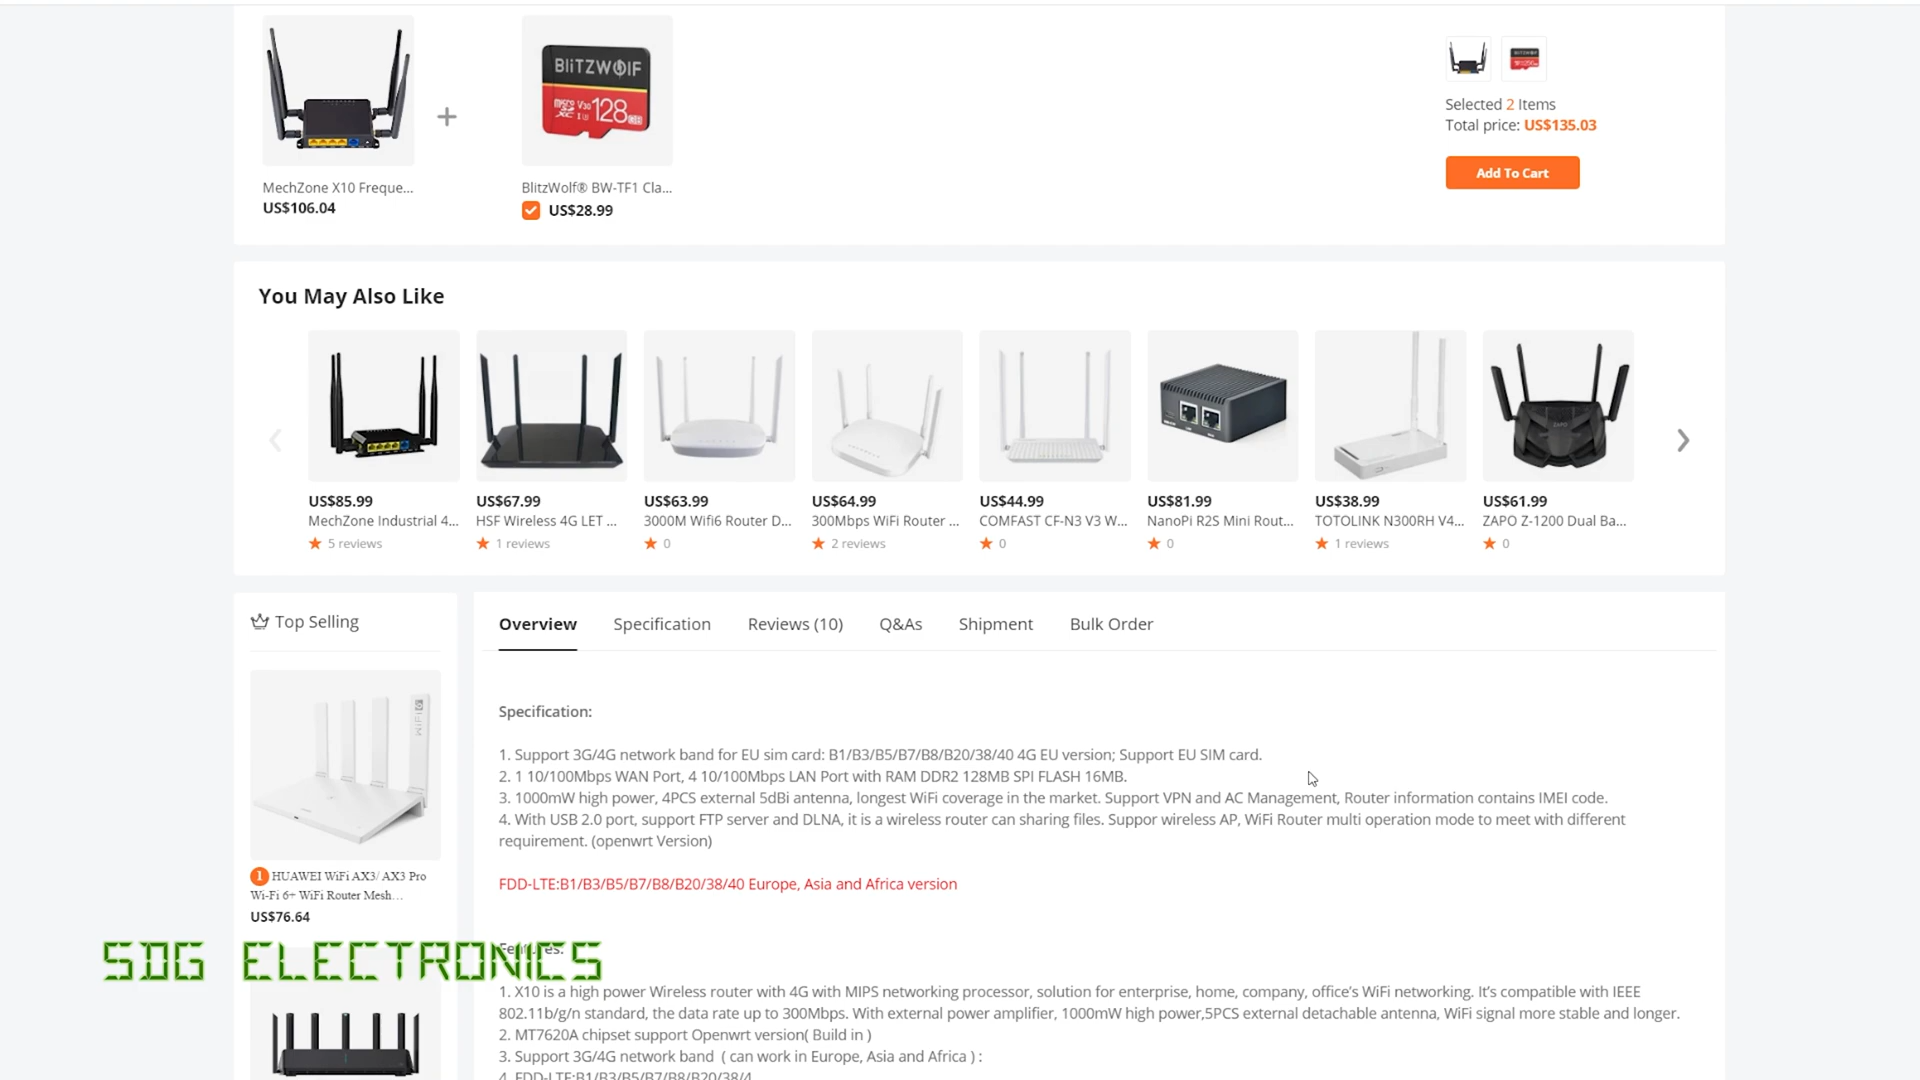 BLiTZWOLF
micro SD XC V30 I U3 128GB
Selected 2 Items
Total price: US$135.03
Add To Cart
MechZone X10 Freque...
US$106.04
BlitzWolf® BW-TF1 Cla...
US$28.99
You May Also Like
US$85.99
MechZone Industrial 4...
5 reviews
US$67.99
HSF Wireless 4G LET ...
1 reviews
US$63.99
3000M Wifi6 Router D...
0
US$64.99
300Mbps WiFi Router ...
2 reviews
US$44.99
COMFAST CF-N3 V3 W...
0
US$81.99
NanoPi R2S Mini Rout...
0
US$38.99
TOTOLINK N300RH V4...
1 reviews
ZAPO
US$61.99
ZAPO Z-1200 Dual Ba...
0
Top Selling
1 HUAWEI WiFi AX3/ AX3 Pro
Wi-Fi 6+ WiFi Router Mesh...
US$76.64
Overview Specification Reviews (10) Q&As Shipment Bulk Order
Specification:
1. Support 3G/4G network band for EU sim card: B1/B3/B5/B7/B8/B20/38/40 4G EU version; Support EU SIM card.
2. 1 10/100Mbps WAN Port, 4 10/100Mbps LAN Port with RAM DDR2 128MB SPI FLASH 16MB.
3. 1000mW high power, 4PCS external 5dBi antenna, longest WiFi coverage in the market. Support VPN and AC Management, Router information contains IMEI code.
4. With USB 2.0 port, support FTP server and DLNA, it is a wireless router can sharing files. Suppor wireless AP, WiFi Router multi operation mode to meet with different
requirement. (openwrt Version)
FDD-LTE:B1/B3/B5/B7/B8/B20/38/40 Europe, Asia and Africa version
Features:
SDG ELECTRONICS
1. X10 is a high power Wireless router with 4G with MIPS networking processor, solution for enterprise, home, company, office's WiFi networking. It's compatible with IEEE
802.11b/g/n standard, the data rate up to 300Mbps. With external power amplifier, 1000mW high power,5PCS external detachable antenna, WiFi signal more stable and longer.
2. MT7620A chipset support Openwrt version( Build in )
3. Support 3G/4G network band ( can work in Europe, Asia and Africa ) :
4. FDD-LTE:B1/B3/B5/B7/B8/B20/38/4